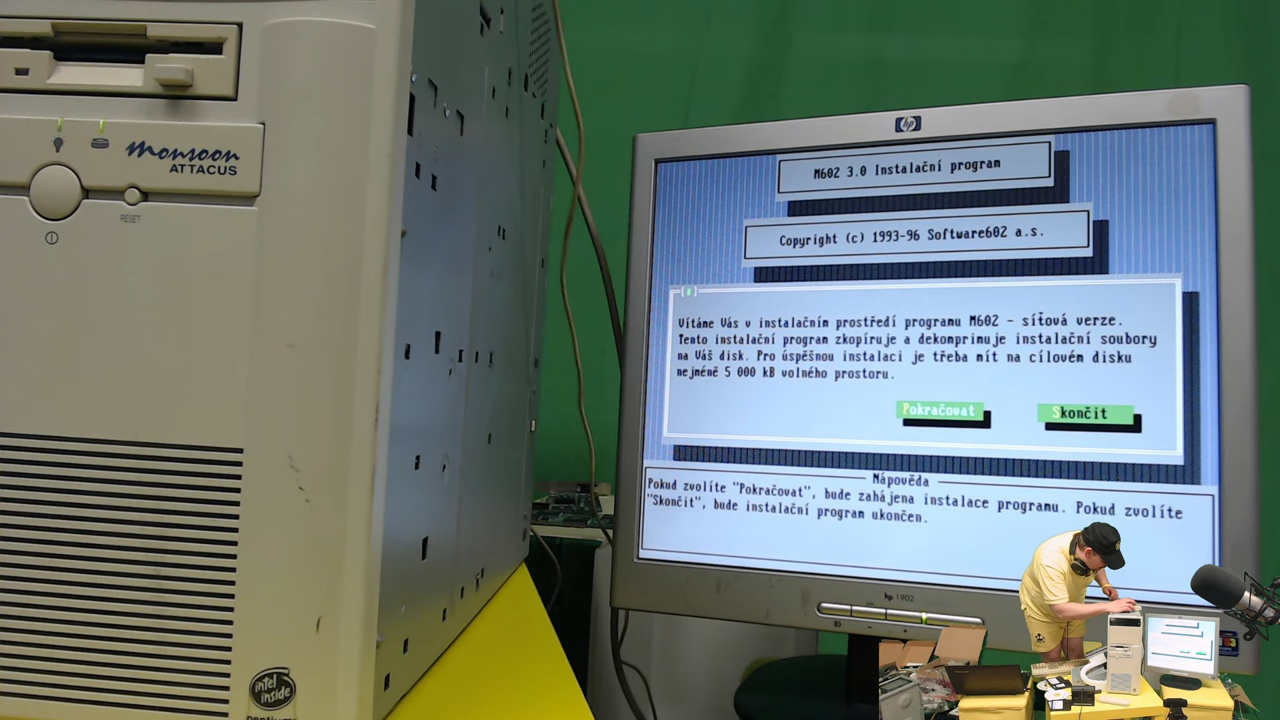 Monsoon
ATTACUS
RESET
intel
inside
pentium
hp
M602 3.0 Instalační program
Copyright (c) 1993-96 Software602 a.s.
Vítáme Vás v instalačním prostředí programu M602 - síťová verze.
Tento instalační program zkopíruje a dekomprimuje instalační soubory
na Váš disk. Pro úspěšnou instalaci je třeba mít na cílovém disku
nejméně 5 000 kB volného prostoru.
Pokračovat Skončit
Nápověda
Pokud zvolíte "Pokračovat", bude zahájena instalace programu. Pokud zvolíte
"Skončit", bude instalační program ukončen.
hp 1902